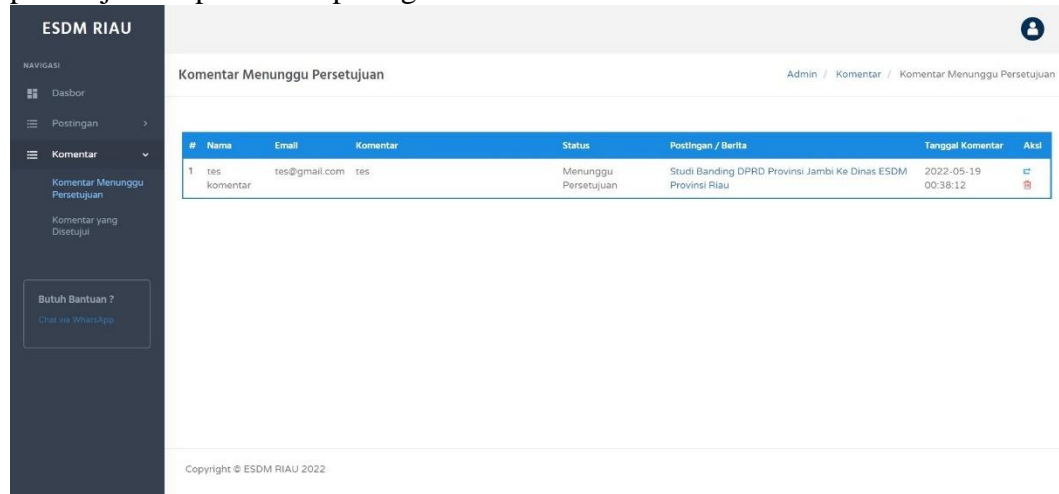 ESDM RIAU
NAVIGASI
Dasbor
Postingan
Komentar
Komentar Menunggu
Persetujuan
Komentar yang
Disetujui
Butuh Bantuan ?
Chat via WhatsApp
Komentar Menunggu Persetujuan
Admin / Komentar / Komentar Menunggu Persetujuan
# Nama Email Komentar Status Postingan / Berita Tanggal Komentar Aksi
1 tes tes@gmail.com tes Menunggu Studi Banding DPRD Provinsi Jambi Ke Dinas ESDM 2022-05-19
komentar Persetujuan Provinsi Riau 00:38:12
Copyright © ESDM RIAU 2022